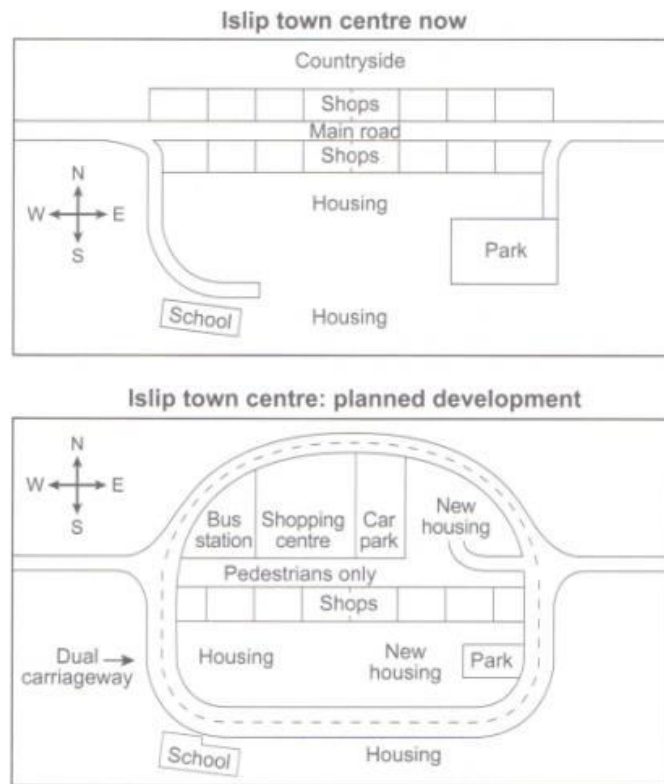 Islip town centre now
Countryside
Shops
Main road
Shops
N
W E
S
Housing
Park
School
Housing
Islip town centre: planned development
N
W E
S
Bus
station
Shopping
centre
Car
park
New
housing
Pedestrians only
Shops
Dual
carriageway
Housing
New
housing
Park
School
Housing